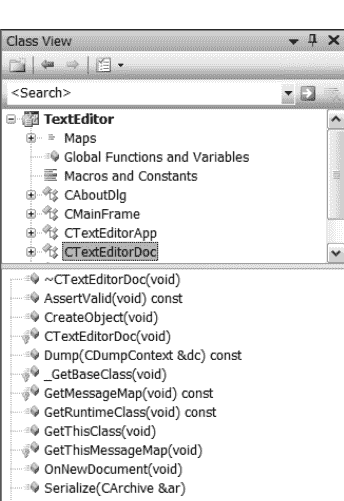 Class View
<Search>
TextEditor
Maps
Global Functions and Variables
Macros and Constants
CAboutDlg
CMainFrame
CTextEditorApp
CTextEditorDoc
~CTextEditorDoc(void)
AssertValid(void) const
CreateObject(void)
CTextEditorDoc(void)
Dump(CDumpContext &dc) const
_GetBaseClass(void)
GetMessageMap(void) const
GetRuntimeClass(void) const
GetThisClass(void)
GetThisMessageMap(void)
OnNewDocument(void)
Serialize(CArchive &ar)